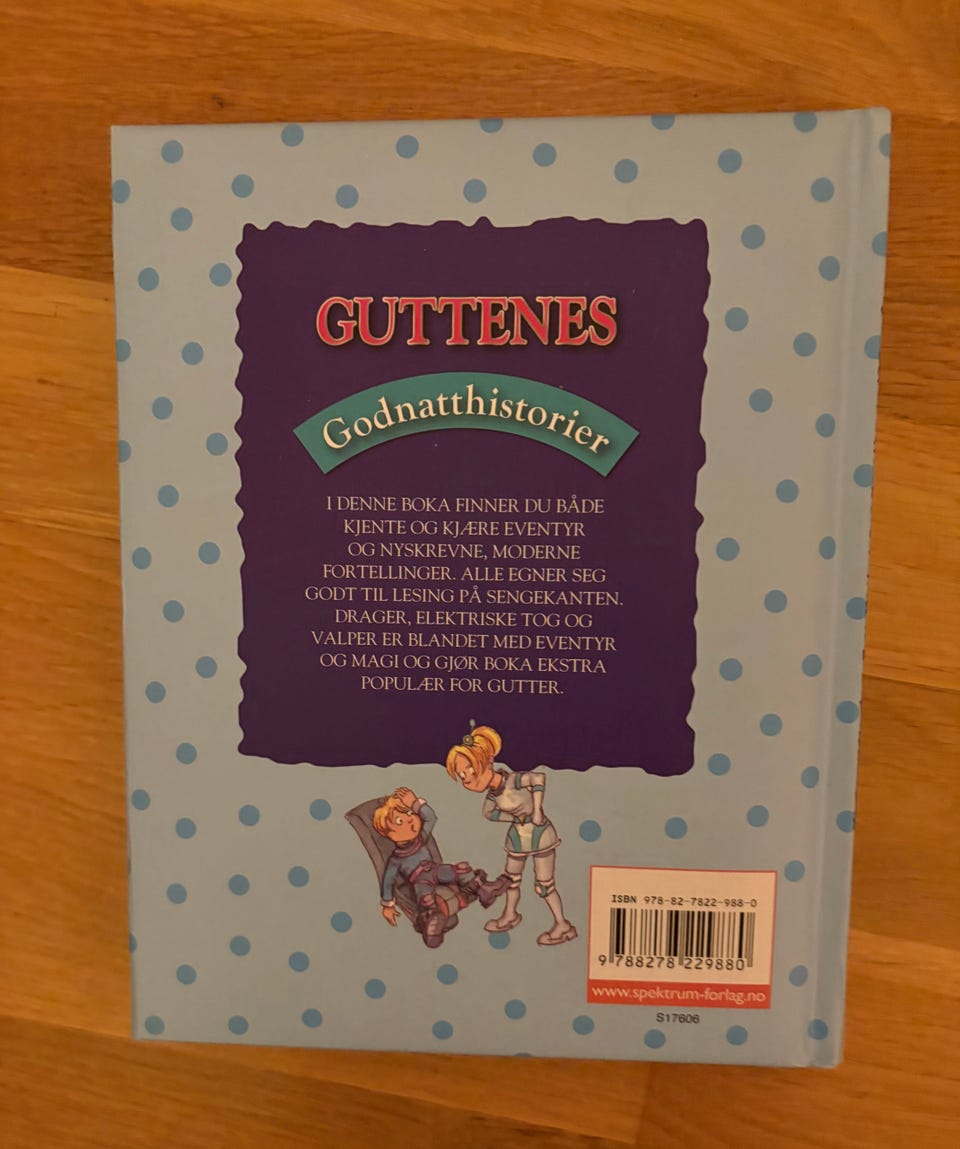 GUTTENES
Godnatthistorier
I DENNE BOKA FINNER DU BÅDE
KJENTE OG KJÆRE EVENTYR
OG NYSKREVNE, MODERNE
FORTELLINGER. ALLE EGNER SEG
GODT TIL LESING PÅ SENGEKANTEN.
DRAGER, ELEKTRISKE TOG OG
VALPER ER BLANDET MED EVENTYR
OG MAGI OG GJØR BOKA EKSTRA
POPULÆR FOR GUTTER.
ISBN 978-82-7822-988-0
9 788278 229880
www.spektrum-forlag.no
S17606